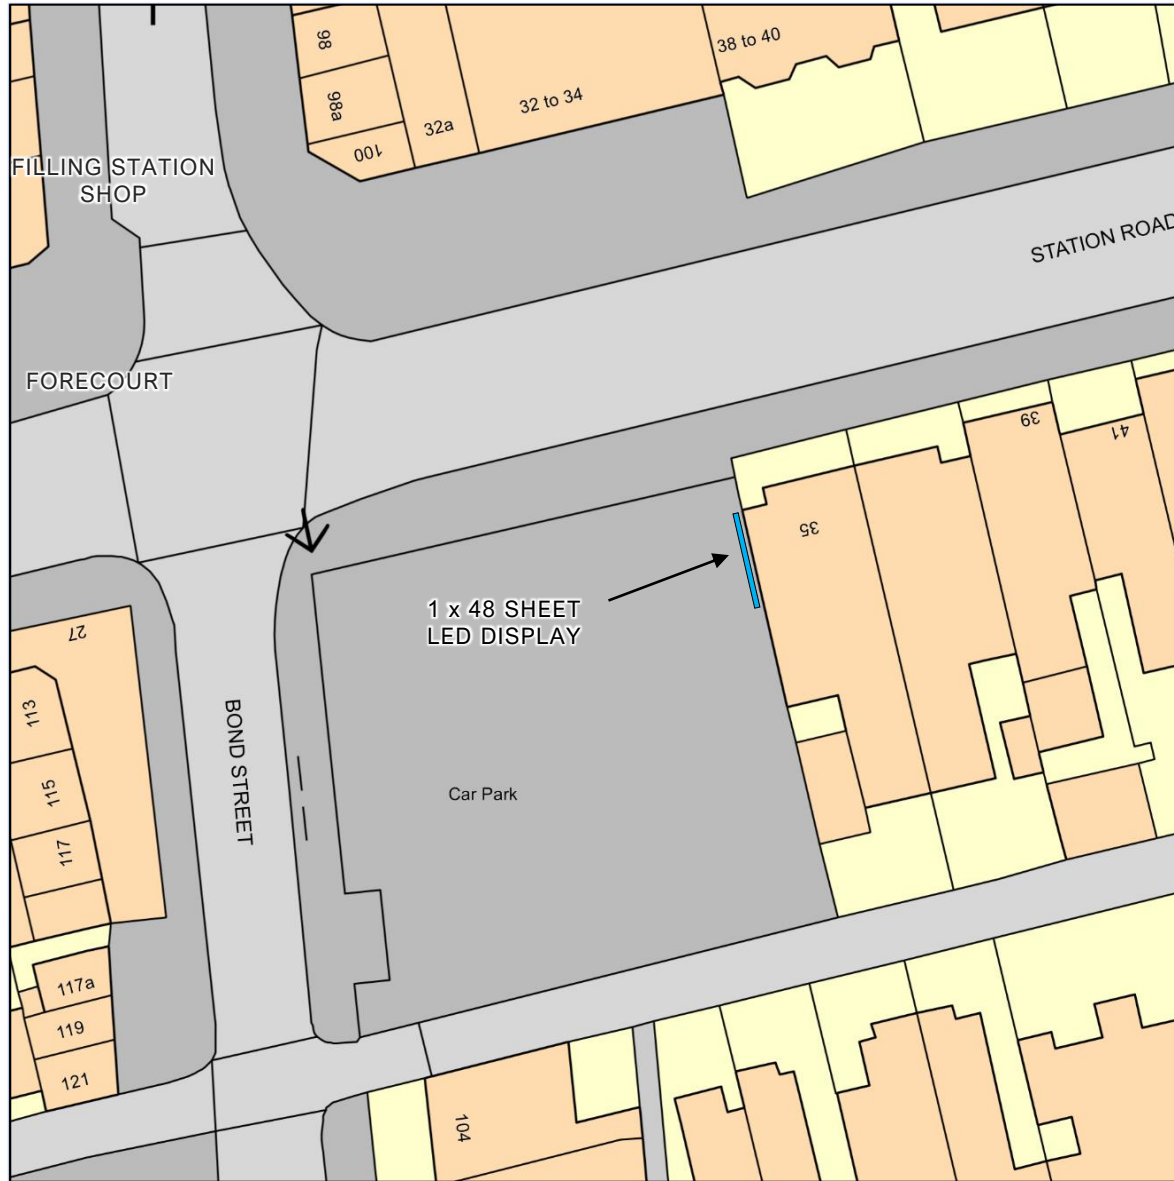 98
98a
100
32a
32 to 34
38 to 40
FILLING STATION
SHOP
STATION ROAD
FORECOURT
39
41
35
1 x 48 SHEET
LED DISPLAY
27
113
115
117
BOND STREET
Car Park
117a
119
121
104